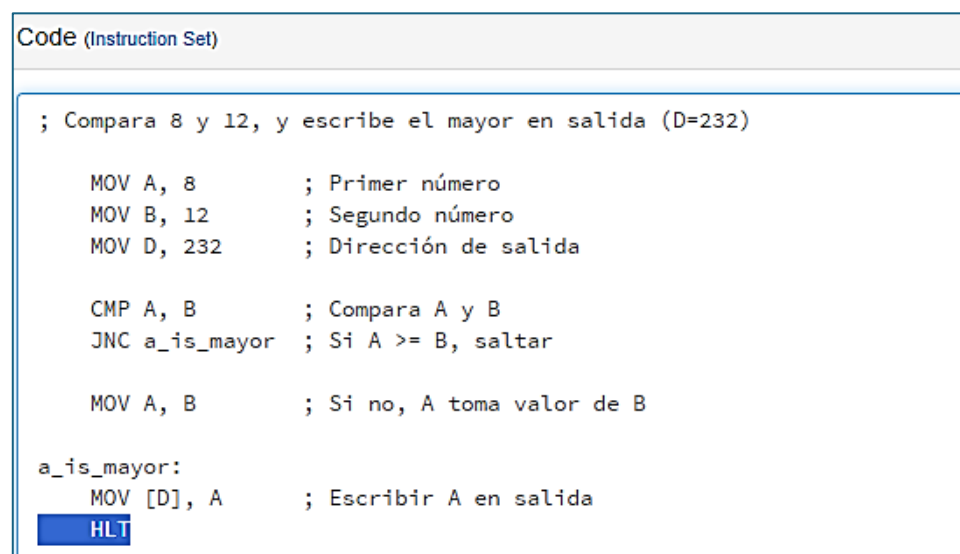 Code (Instruction Set)
; Compara 8 y 12, y escribe el mayor en salida (D=232)
MOV A, 8 ; Primer número
MOV B, 12 ; Segundo número
MOV D, 232 ; Dirección de salida
CMP A, B ; Compara A y B
JNC a_is_mayor ; Si A >= B, saltar
MOV A, B ; Si no, A toma valor de B
a_is_mayor:
MOV [D], A ; Escribir A en salida
HLT